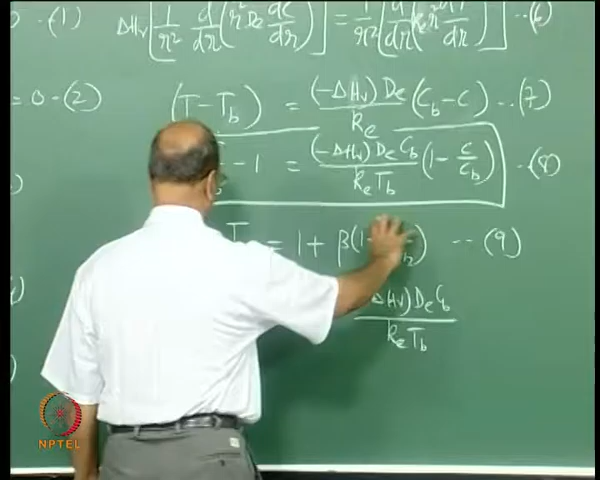 -(1) ΔHv[1/r² d/dr(r² De dc/dr)] = 1/r²[d/dr(ke r² dT/dr)] --(6)
= 0 -(2) (T - Tb) = (-ΔHv) De/ke (Cb - C) --(7)
- 1 = (-ΔHv) De Cb/ke Tb (1 - C/Cb) -(8)
T = 1 + β(1 ) -- (9)
ΔHv) De Cb/ke Tb
NPTEL